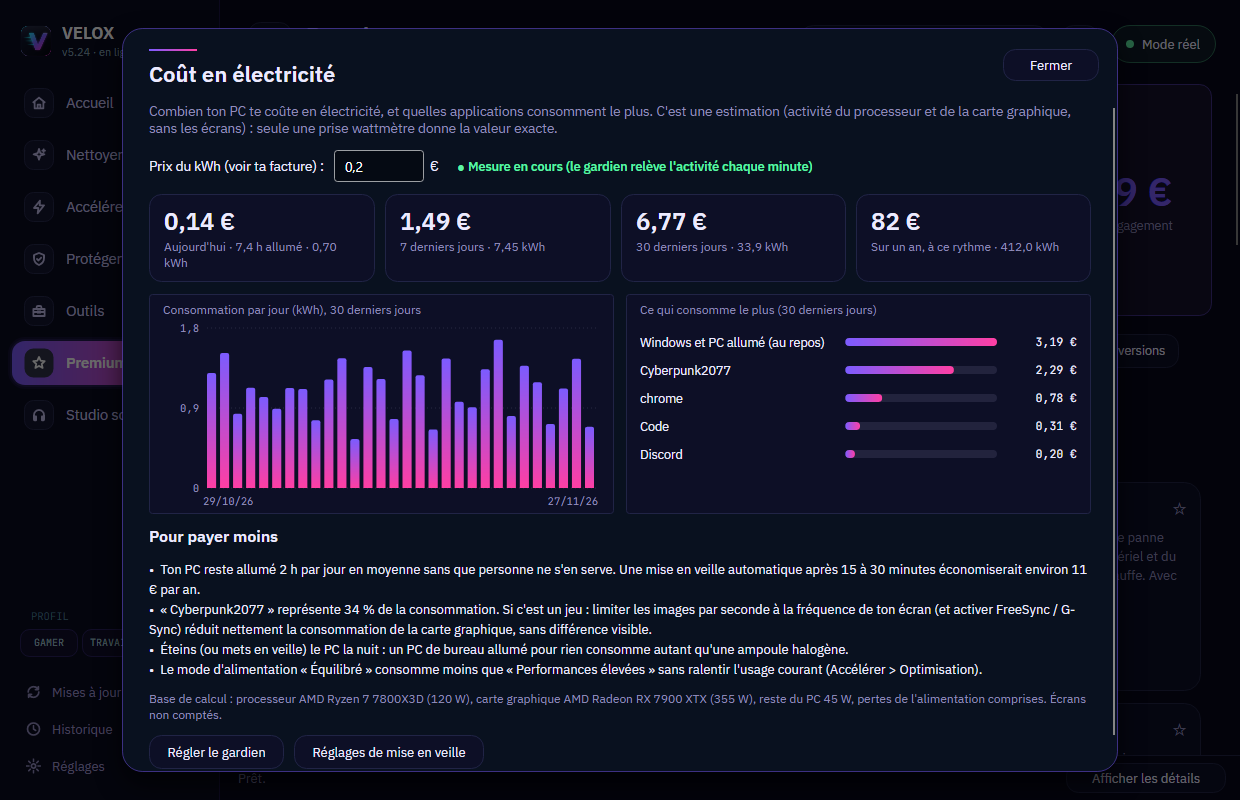 VELOX
v5.24 · en li
Mode réel
Coût en électricité
Fermer
Accueil
Nettoyer
Accélére
Protéger
Outils
Premium
Studio
Combien ton PC te coûte en électricité, et quelles applications consomment le plus. C'est une estimation (activité du processeur et de la carte graphique,
sans les écrans) : seule une prise wattmètre donne la valeur exacte.
Prix du kWh (voir ta facture) : 0,2 € ● Mesure en cours (le gardien relève l'activité chaque minute)
0,14 €
Aujourd'hui · 7,4 h allumé · 0,70
kWh
1,49 €
7 derniers jours · 7,45 kWh
6,77 €
30 derniers jours · 33,9 kWh
82 €
Sur un an, à ce rythme · 412,0 kWh
9 €
gagement
versions
Consommation par jour (kWh), 30 derniers jours
1,8
0,9
0
29/10/26 27/11/26
Ce qui consomme le plus (30 derniers jours)
Windows et PC allumé (au repos) 3,19 €
Cyberpunk2077 2,29 €
chrome 0,78 €
Code 0,31 €
Discord 0,20 €
e panne
ériel et du
uffe. Avec
Pour payer moins
▪ Ton PC reste allumé 2 h par jour en moyenne sans que personne ne s'en serve. Une mise en veille automatique après 15 à 30 minutes économiserait environ 11
€ par an.
▪ « Cyberpunk2077 » représente 34 % de la consommation. Si c'est un jeu : limiter les images par seconde à la fréquence de ton écran (et activer FreeSync / G-
Sync) réduit nettement la consommation de la carte graphique, sans différence visible.
▪ Éteins (ou mets en veille) le PC la nuit : un PC de bureau allumé pour rien consomme autant qu'une ampoule halogène.
▪ Le mode d'alimentation « Équilibré » consomme moins que « Performances élevées » sans ralentir l'usage courant (Accélérer > Optimisation).
Base de calcul : processeur AMD Ryzen 7 7800X3D (120 W), carte graphique AMD Radeon RX 7900 XTX (355 W), reste du PC 45 W, pertes de l'alimentation comprises. Écrans
non comptés.
Régler le gardien
Réglages de mise en veille
PROFIL
GAMER
TRAVA
Mises à jour
Historique
Réglages
Prêt.
Afficher les détails